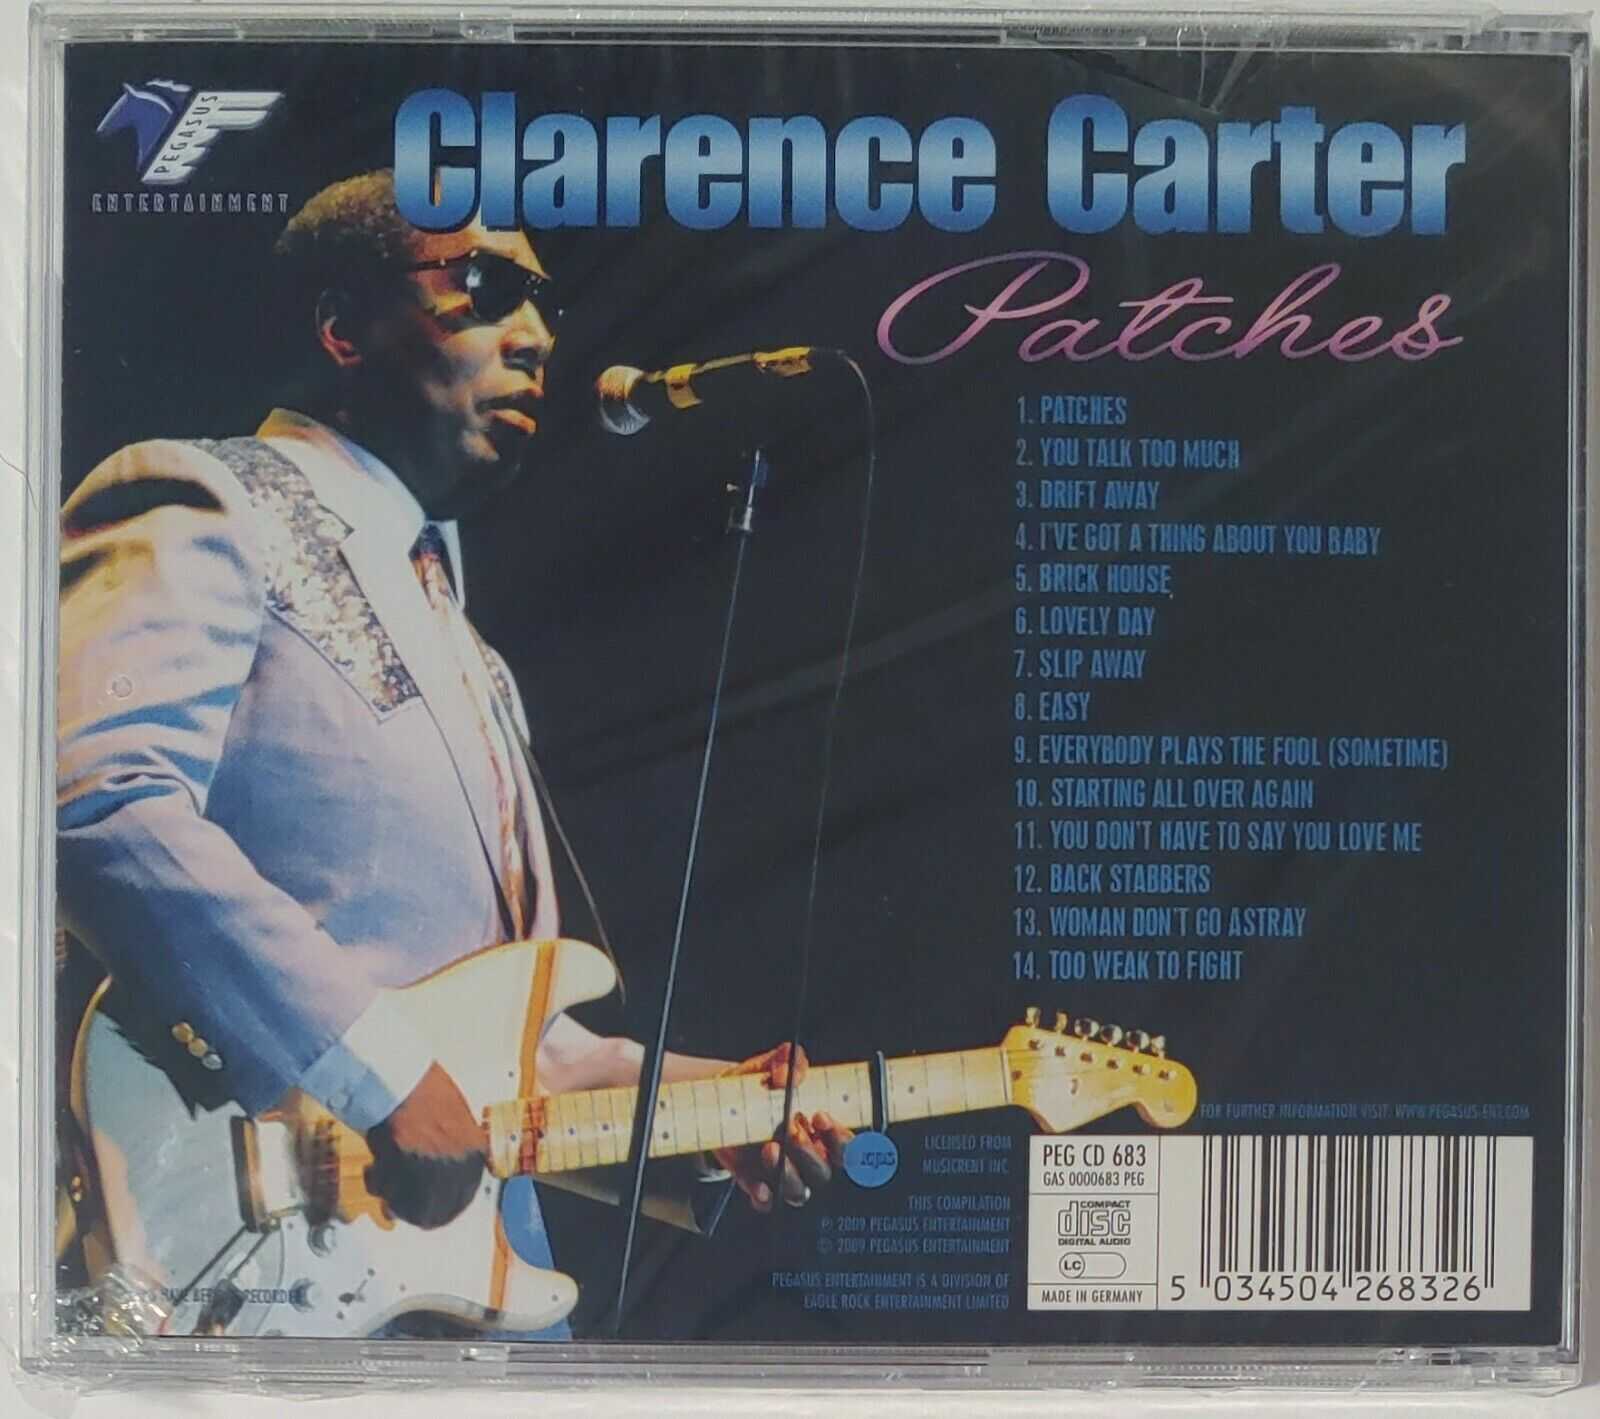 PEGASUS
ENTERTAINMENT
Clarence Carter
Patches
1. PATCHES
2. YOU TALK TOO MUCH
3. DRIFT AWAY
4. I'VE GOT A THING ABOUT YOU BABY
5. BRICK HOUSE
6. LOVELY DAY
7. SLIP AWAY
8. EASY
9. EVERYBODY PLAYS THE FOOL (SOMETIME)
10. STARTING ALL OVER AGAIN
11. YOU DON'T HAVE TO SAY YOU LOVE ME
12. BACK STABBERS
13. WOMAN DON'T GO ASTRAY
14. TOO WEAK TO FIGHT
FOR FURTHER INFORMATION VISIT: WWW.PEGASUS-ENT.COM
LICENSED FROM
MUSICRENT INC.
THIS COMPILATION
℗ 2009 PEGASUS ENTERTAINMENT
© 2009 PEGASUS ENTERTAINMENT
PEGASUS ENTERTAINMENT IS A DIVISION OF
EAGLE ROCK ENTERTAINMENT LIMITED
PEG CD 683
GAS 0000683 PEG
COMPACT
disc
DIGITAL AUDIO
LC
MADE IN GERMANY
5 034504 268326